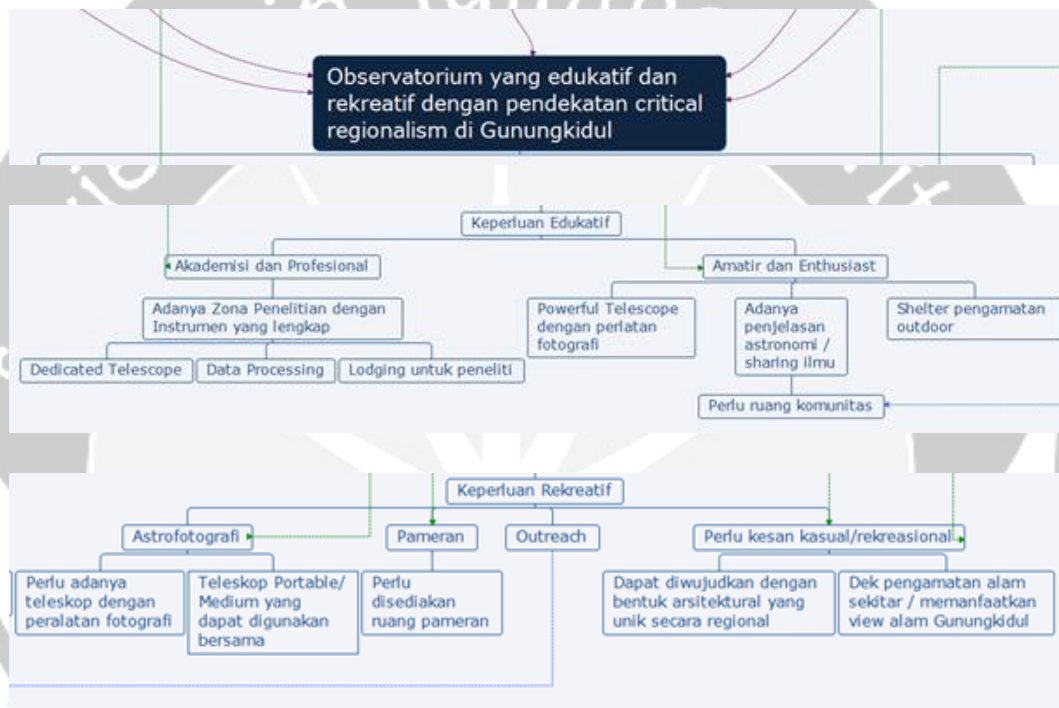 Observatorium yang edukatif dan
rekreatif dengan pendekatan critical
regionalism di Gunungkidul
Keperluan Edukatif
Akademisi dan Profesional
Amatir dan Enthusiast
Adanya Zona Penelitian dengan
Instrumen yang lengkap
Powerful Telescope
dengan perlatan
fotografi
Adanya
penjelasan
astronomi /
sharing ilmu
Shelter pengamatan
outdoor
Dedicated Telescope
Data Processing
Lodging untuk peneliti
Perlu ruang komunitas
Keperluan Rekreatif
Astrofotografi
Pameran
Outreach
Perlu kesan kasual/rekreasional
Perlu adanya
teleskop dengan
peralatan fotografi
Teleskop Portable/
Medium yang
dapat digunakan
bersama
Perlu
disediakan
ruang pameran
Dapat diwujudkan dengan
bentuk arsitektural yang
unik secara regional
Dek pengamatan alam
sekitar / memanfaatkan
view alam Gunungkidul